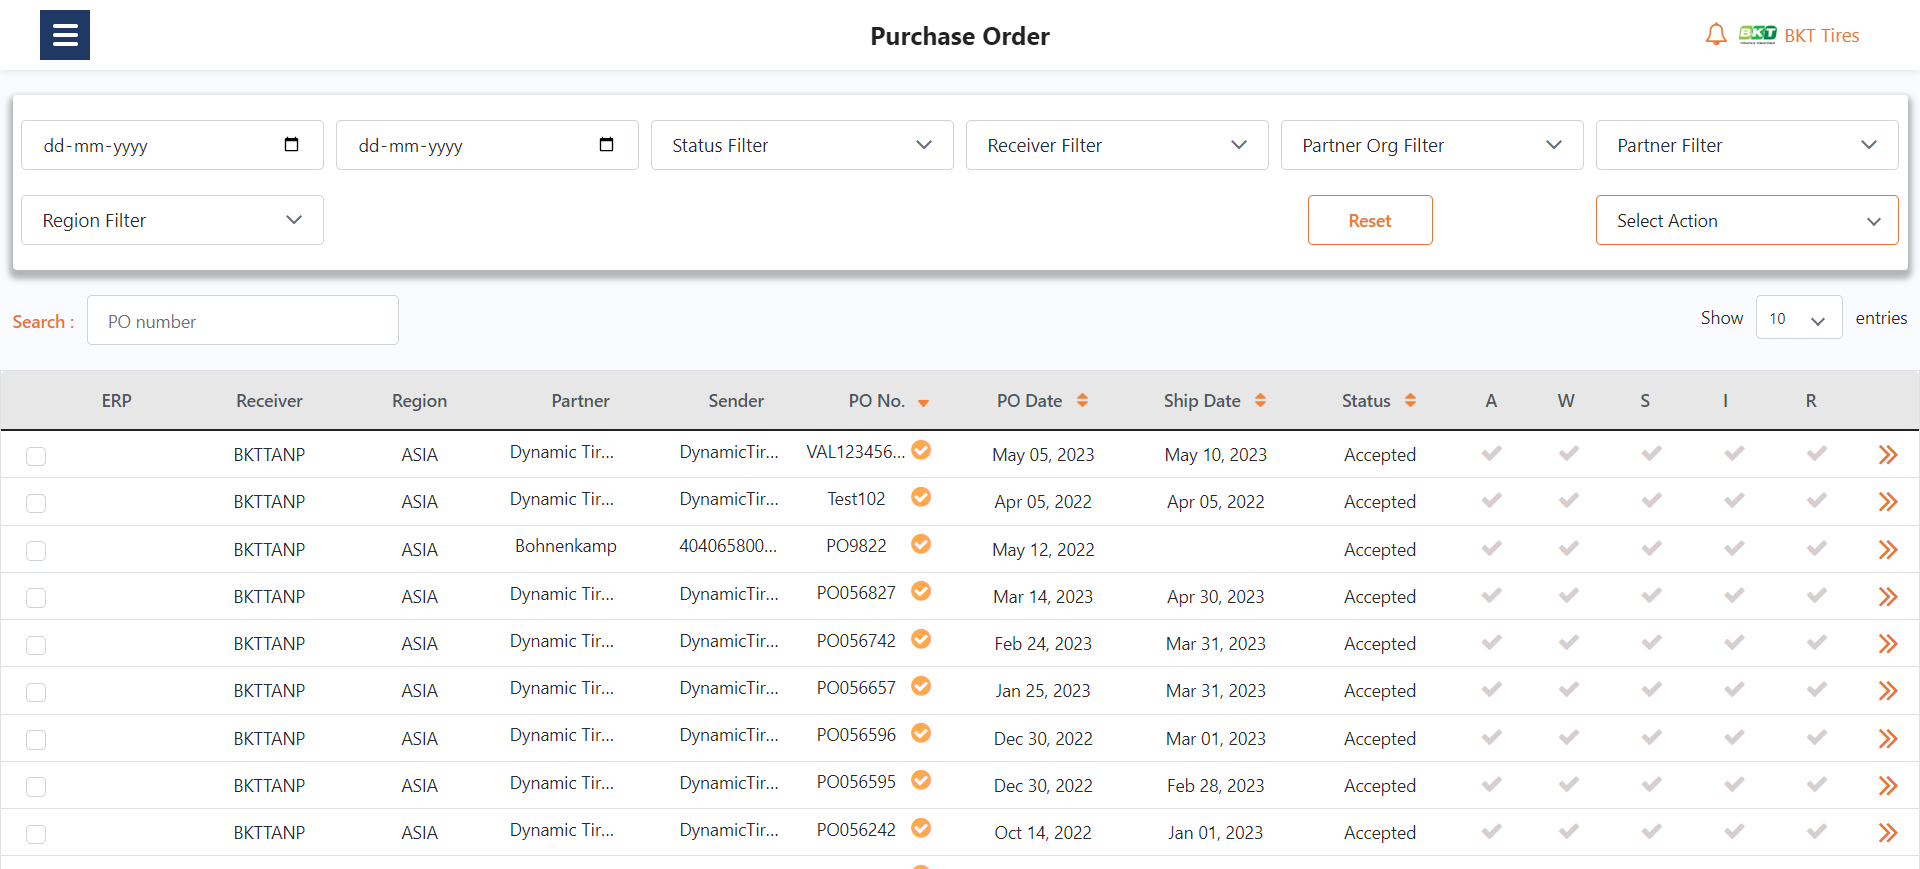 Purchase Order
BKT BKT Tires
dd-mm-yyyy dd-mm-yyyy Status Filter Receiver Filter Partner Org Filter Partner Filter
Region Filter Reset Select Action
Search : PO number Show 10 entries
ERP Receiver Region Partner Sender PO No. PO Date Ship Date Status A W S I R
BKTTANP ASIA Dynamic Tir... DynamicTir... VAL123456... May 05, 2023 May 10, 2023 Accepted
BKTTANP ASIA Dynamic Tir... DynamicTir... Test102 Apr 05, 2022 Apr 05, 2022 Accepted
BKTTANP ASIA Bohnenkamp 404065800... PO9822 May 12, 2022 Accepted
BKTTANP ASIA Dynamic Tir... DynamicTir... PO056827 Mar 14, 2023 Apr 30, 2023 Accepted
BKTTANP ASIA Dynamic Tir... DynamicTir... PO056742 Feb 24, 2023 Mar 31, 2023 Accepted
BKTTANP ASIA Dynamic Tir... DynamicTir... PO056657 Jan 25, 2023 Mar 31, 2023 Accepted
BKTTANP ASIA Dynamic Tir... DynamicTir... PO056596 Dec 30, 2022 Mar 01, 2023 Accepted
BKTTANP ASIA Dynamic Tir... DynamicTir... PO056595 Dec 30, 2022 Feb 28, 2023 Accepted
BKTTANP ASIA Dynamic Tir... DynamicTir... PO056242 Oct 14, 2022 Jan 01, 2023 Accepted